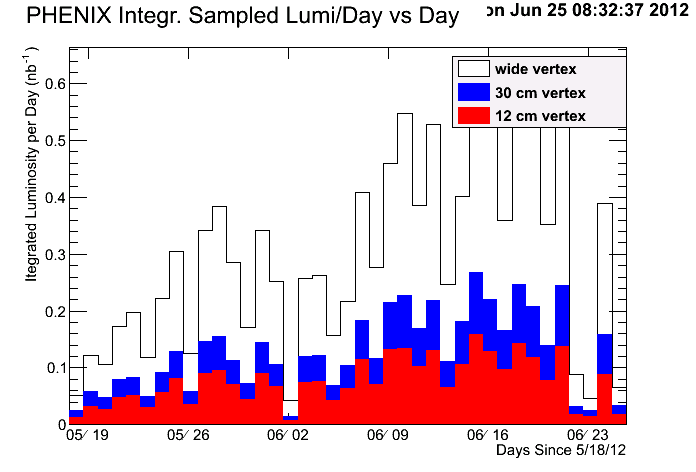 PHENIX Integr. Sampled Lumi/Day vs Day
on Jun 25 08:32:37 2012
Itegrated Luminosity per Day (nb⁻¹)
wide vertex
30 cm vertex
12 cm vertex
0.6
0.5
0.4
0.3
0.2
0.1
0
05/ 19 05/ 26 06/ 02 06/ 09 06/ 16 06/ 23
Days Since 5/18/12